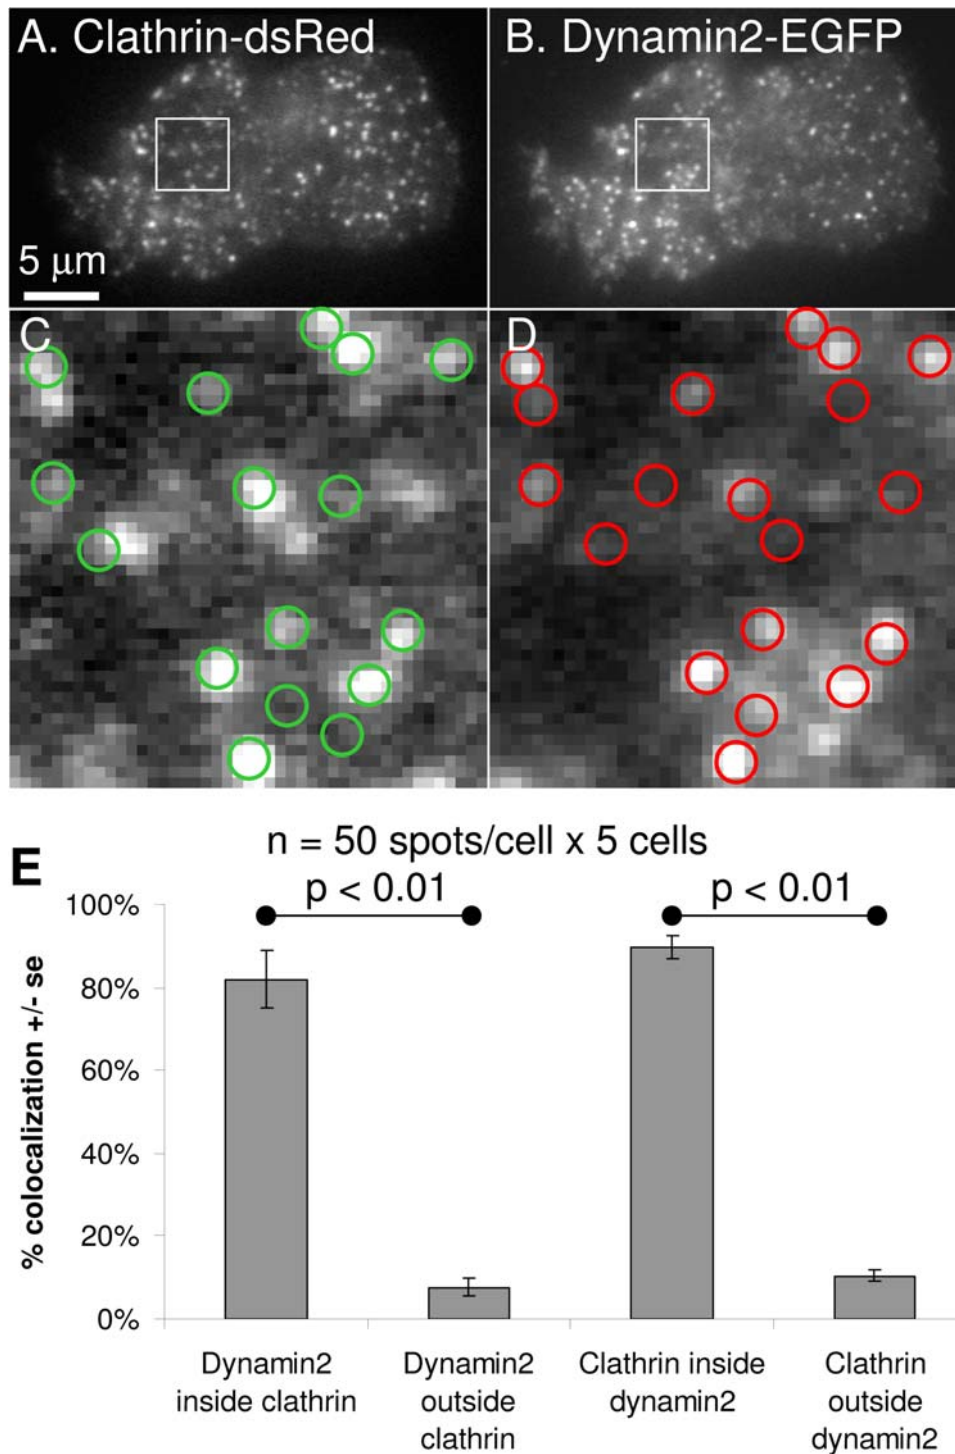 A. Clathrin-dsRed
B. Dynamin2-EGFP
5 μm
C
D
E
n = 50 spots/cell x 5 cells
p < 0.01
p < 0.01
% colocalization +/- se
100%
80%
60%
40%
20%
0%
Dynamin2
inside clathrin
Dynamin2
outside
clathrin
Clathrin inside
dynamin2
Clathrin
outside
dynamin2